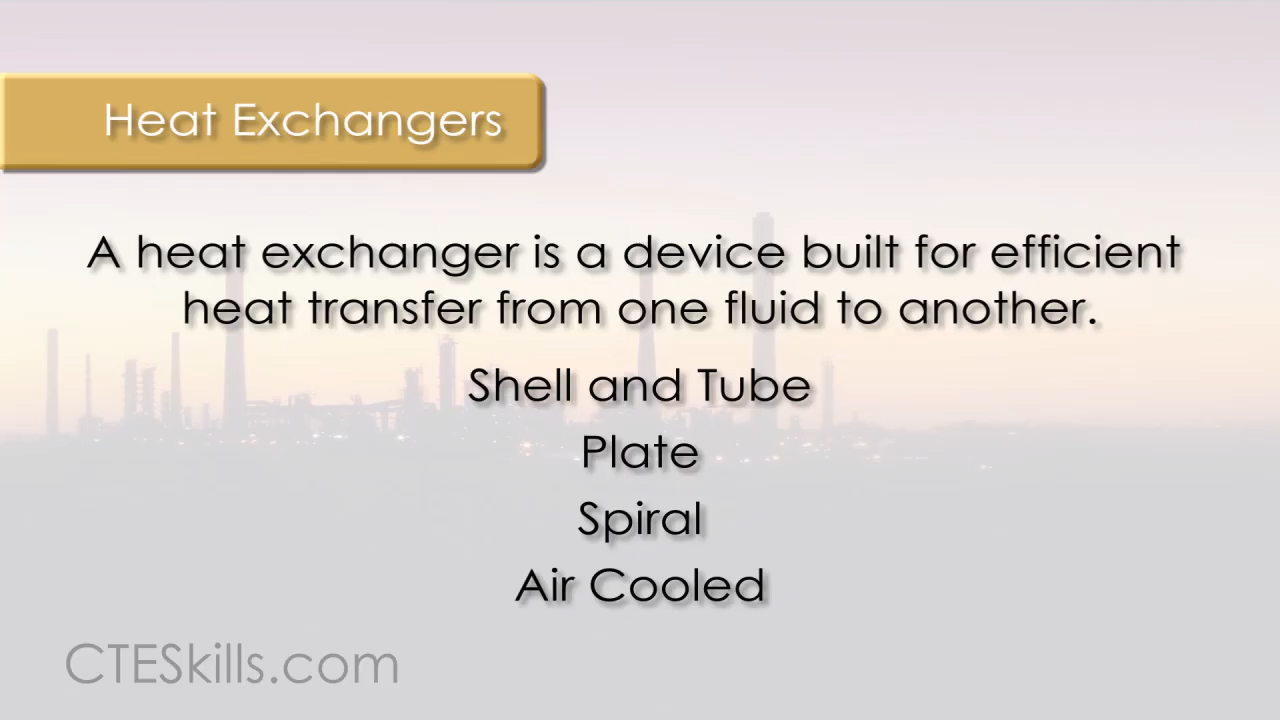 Heat Exchangers
A heat exchanger is a device built for efficient
heat transfer from one fluid to another.
Shell and Tube
Plate
Spiral
Air Cooled
CTESkills.com